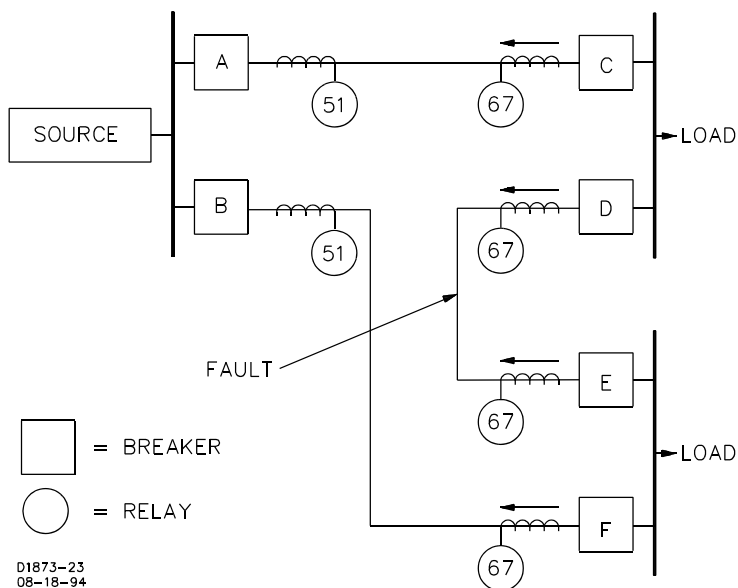 A
C
51
67
SOURCE
LOAD
B
D
51
67
FAULT
E
67
= BREAKER
LOAD
= RELAY
F
67
D1873-23
08-18-94